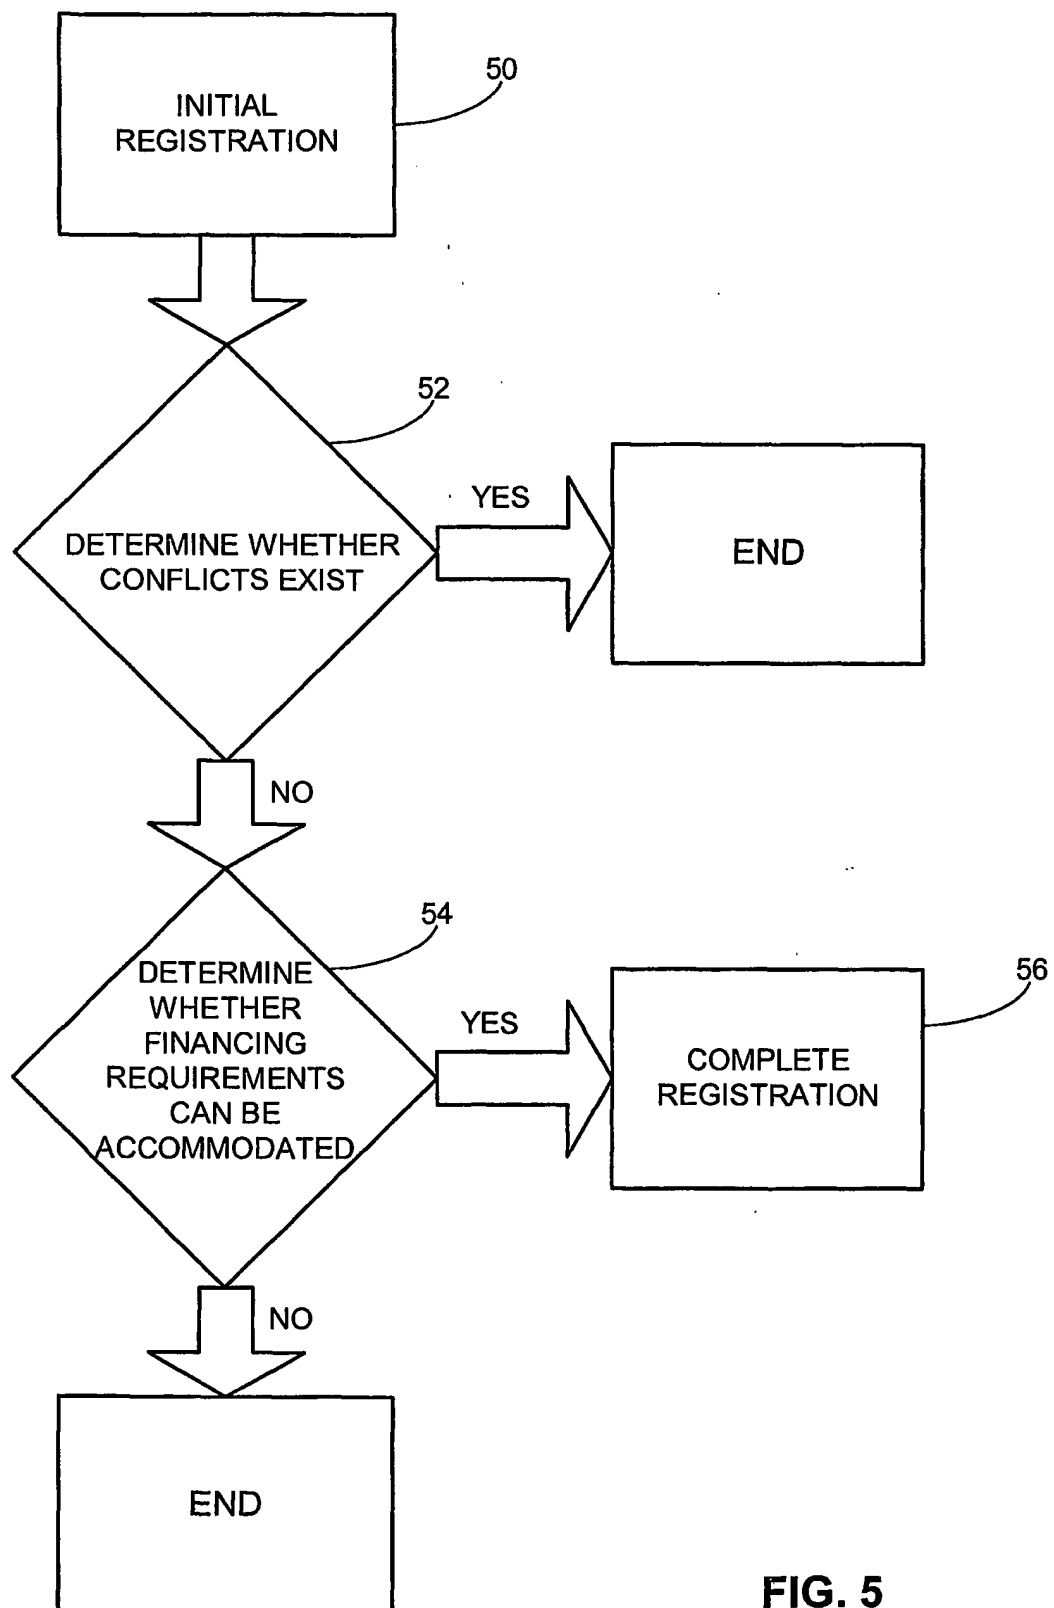 50
INITIAL
REGISTRATION
52
YES
DETERMINE WHETHER
CONFLICTS EXIST
END
NO
54
DETERMINE
WHETHER
FINANCING
REQUIREMENTS
CAN BE
ACCOMMODATED
YES
56
COMPLETE
REGISTRATION
NO
END
FIG. 5